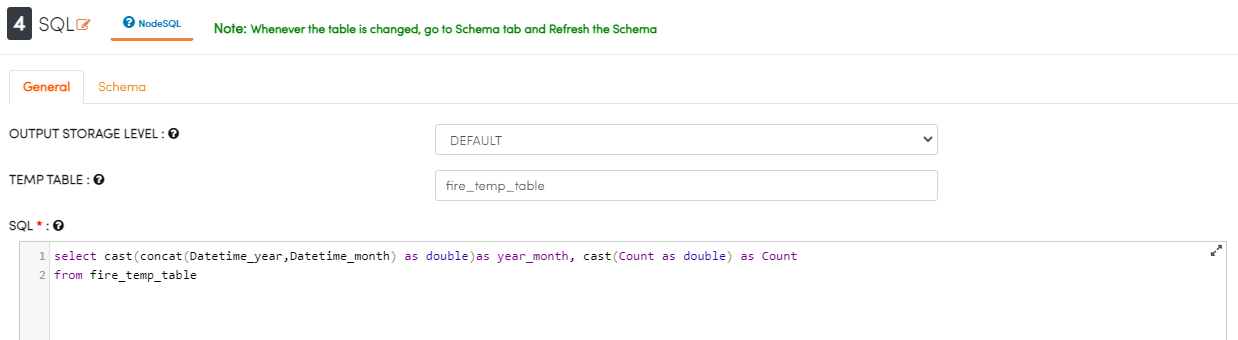 4 SQL NodeSQL Note: Whenever the table is changed, go to Schema tab and Refresh the Schema
General Schema
OUTPUT STORAGE LEVEL : DEFAULT
TEMP TABLE : fire_temp_table
SQL * :
1 select cast(concat(Datetime_year,Datetime_month) as double)as year_month, cast(Count as double) as Count
2 from fire_temp_table